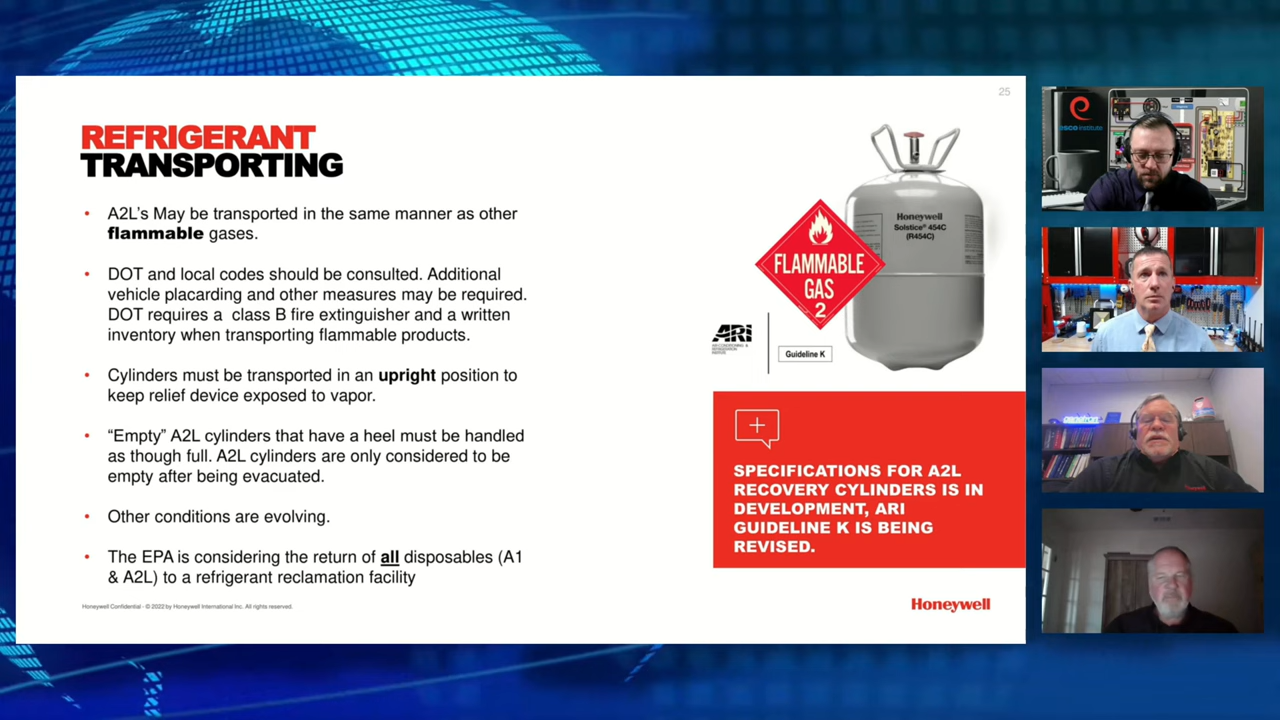 25
REFRIGERANT
TRANSPORTING
• A2L's May be transported in the same manner as other
flammable gases.
• DOT and local codes should be consulted. Additional
vehicle placarding and other measures may be required.
DOT requires a class B fire extinguisher and a written
inventory when transporting flammable products.
• Cylinders must be transported in an upright position to
keep relief device exposed to vapor.
• “Empty” A2L cylinders that have a heel must be handled
as though full. A2L cylinders are only considered to be
empty after being evacuated.
• Other conditions are evolving.
• The EPA is considering the return of all disposables (A1
& A2L) to a refrigerant reclamation facility
Honeywell Confidential - © 2022 by Honeywell International Inc. All rights reserved.
Honeywell
Solstice® 454C
(R454C)
FLAMMABLE
GAS
2
ARi
AIR-CONDITIONING &
REFRIGERATION
INSTITUTE
Guideline K
SPECIFICATIONS FOR A2L
RECOVERY CYLINDERS IS IN
DEVELOPMENT, ARI
GUIDELINE K IS BEING
REVISED.
Honeywell
esco institute